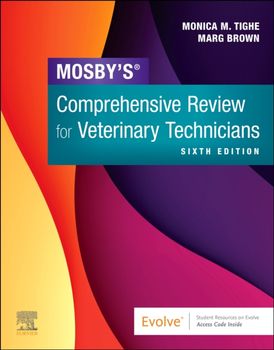 MONICA M. TIGHE
MARG BROWN
MOSBY'S®
Comprehensive Review
for Veterinary Technicians
SIXTH EDITION
Evolve®
Student Resources on Evolve
Access Code Inside
ELSEVIER